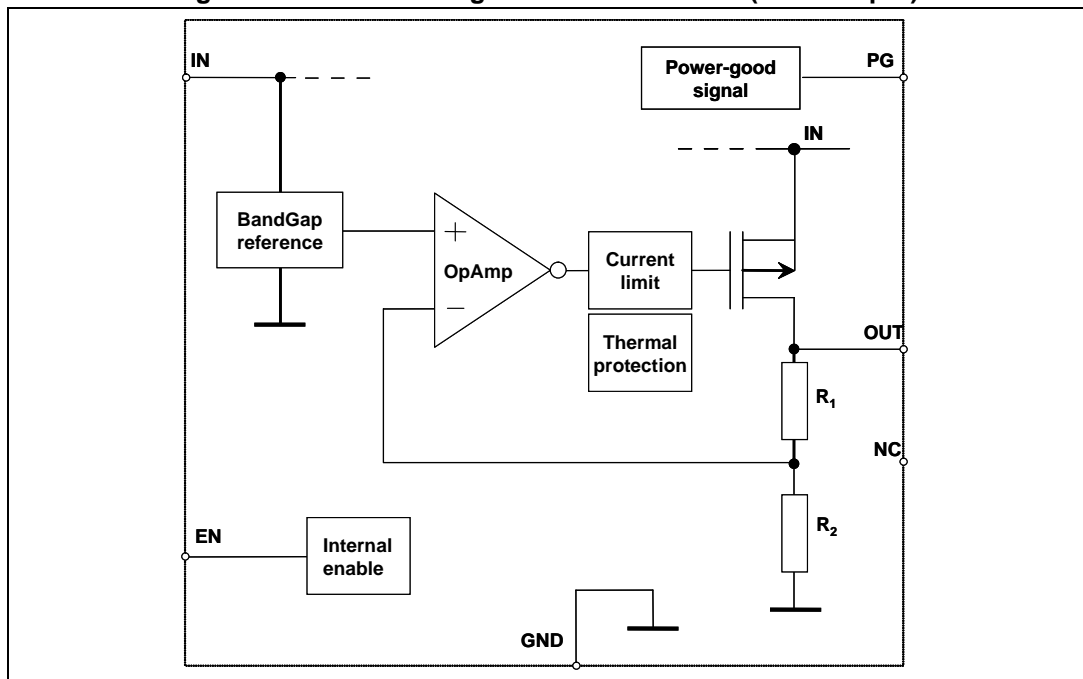 IN
PG
Power-good
signal
IN
BandGap
reference
+
OpAmp
−
Current
limit
Thermal
protection
OUT
R1
NC
R2
EN
Internal
enable
GND